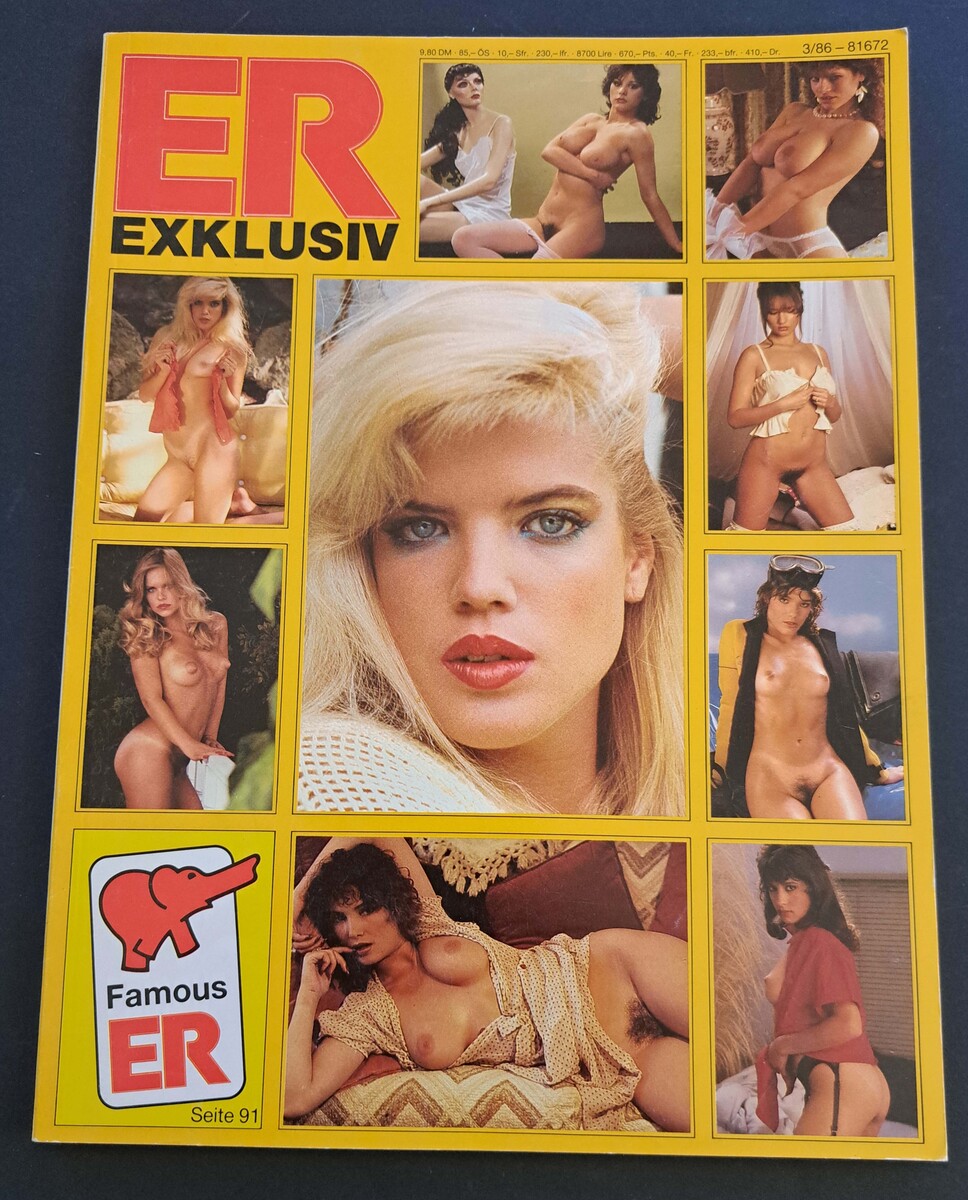 9,80 DM · 85,– ÖS · 10,– Sfr. · 230,– lfr. · 8700 Lire · 670,– Pts. · 40,– Fr. · 233,– bfr. · 410,– Dr.
3/86 – 81672
ER
EXKLUSIV
Famous
ER
Seite 91